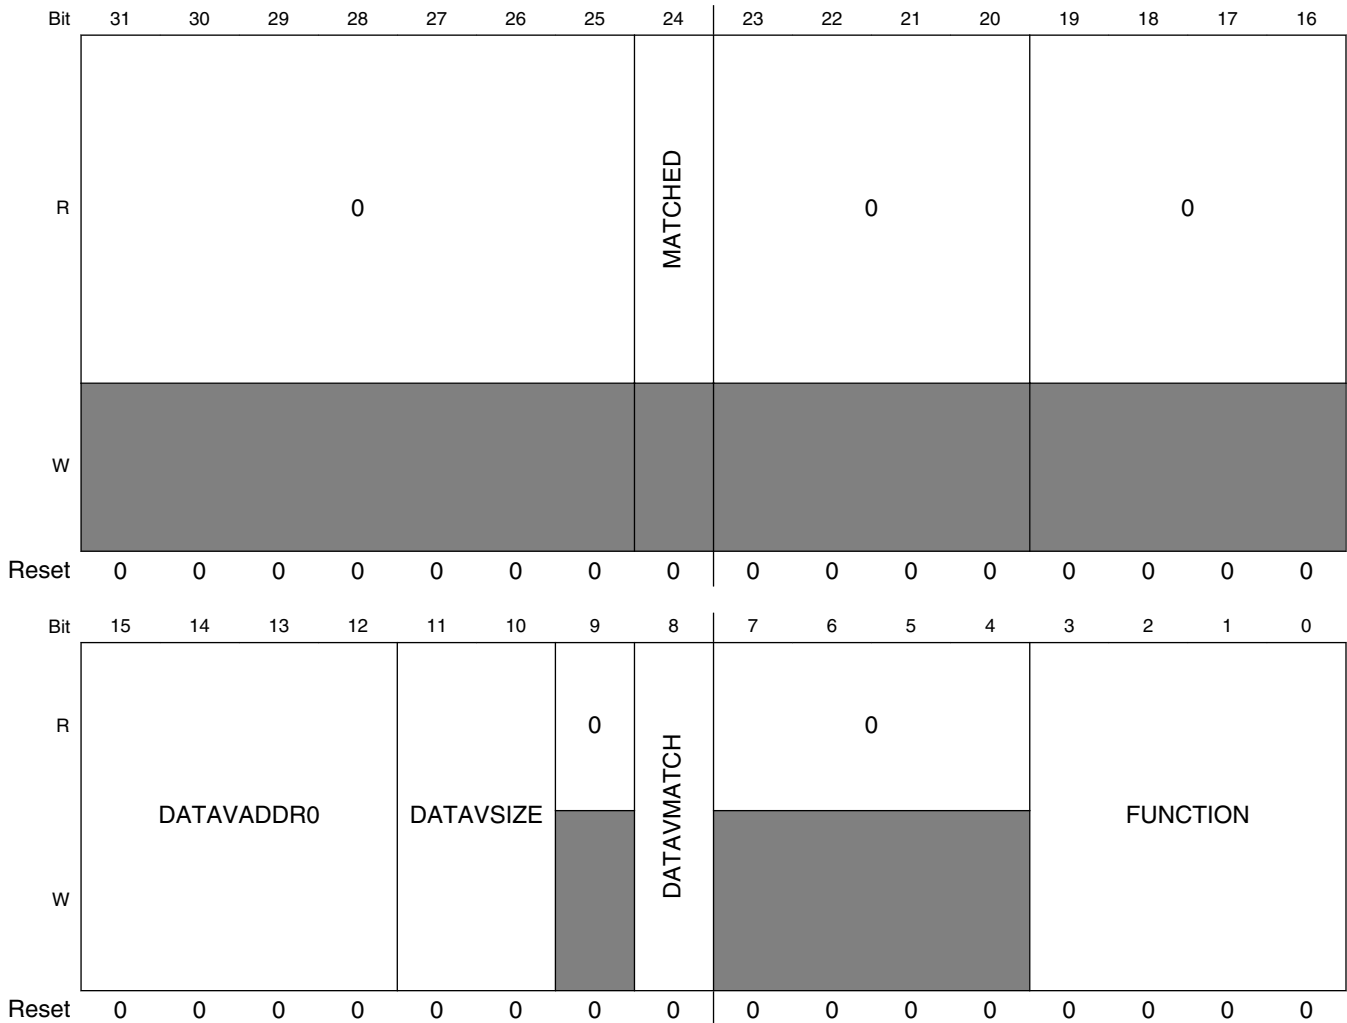 Bit 31 30 29 28 27 26 25 24 23 22 21 20 19 18 17 16
R 0 MATCHED 0 0
W
Reset 0 0 0 0 0 0 0 0 0 0 0 0 0 0 0 0
Bit 15 14 13 12 11 10 9 8 7 6 5 4 3 2 1 0
R 0 0
DATAVADDR0 DATAVSIZE DATAVMATCH FUNCTION
W
Reset 0 0 0 0 0 0 0 0 0 0 0 0 0 0 0 0